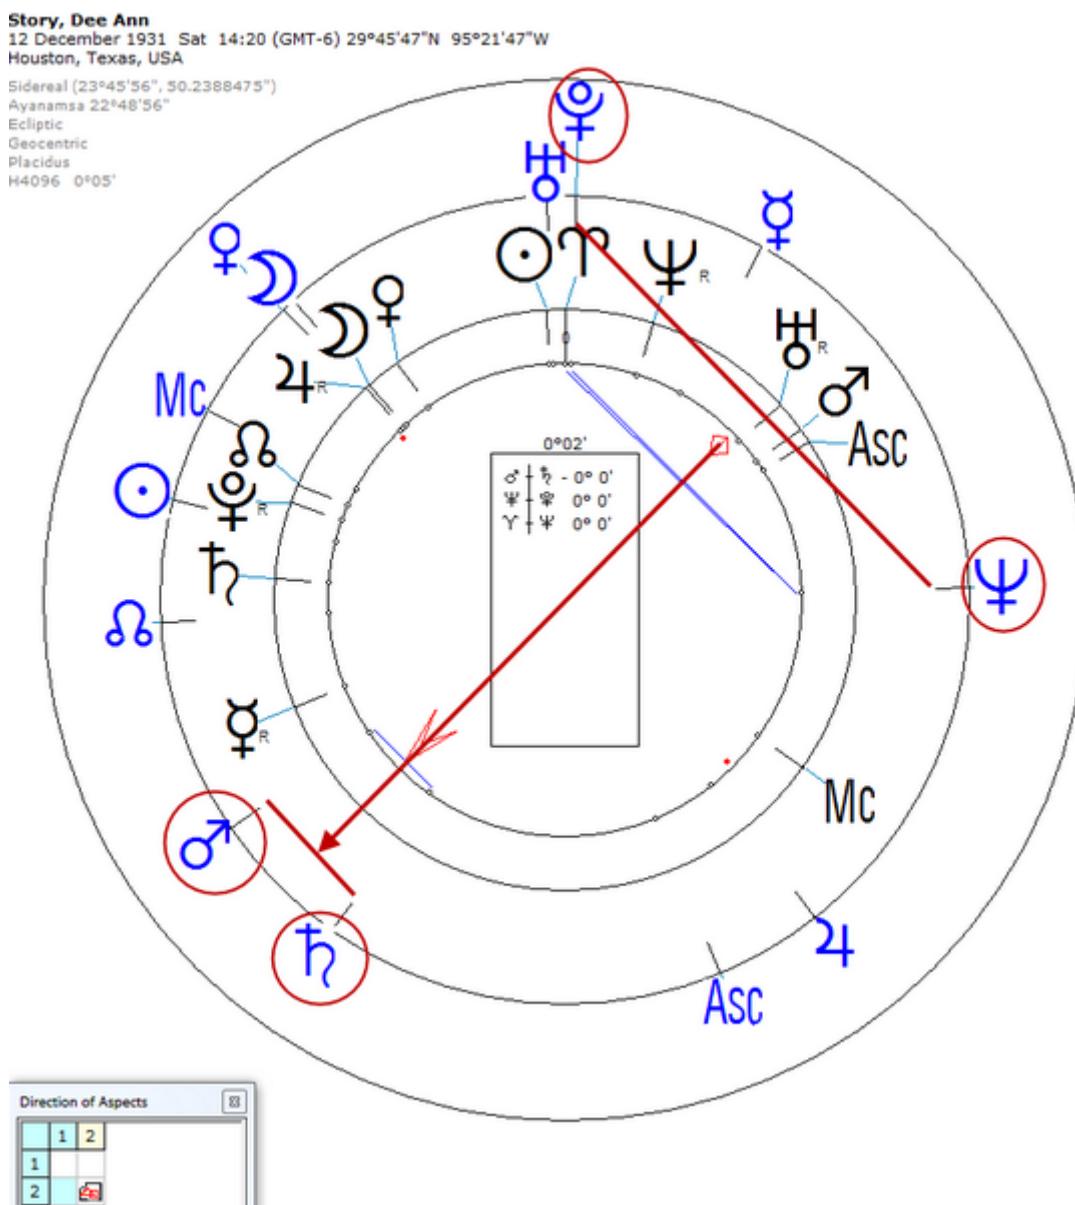 Story, Dee Ann
12 December 1931 Sat 14:20 (GMT-6) 29°45'47"N 95°21'47"W
Houston, Texas, USA
Sidereal (23°45'56", 50.2388475")
Ayanamsa 22°48'56"
Ecliptic
Geocentric
Placidus
H4096 0°05'
♇
♅
☿
☉ ♈ ♆ R
♀ ☽
☽ ♀
♅ R
♃ R
♂
Mc
Asc
☊
☉
♇ R
0
0°02'
♂ ♄ - 0° 0'
♆ ♇ 0° 0'
♈ ♆ 0° 0'
♄
♆
☊
☿ R
Mc
♂
♄
♃
Asc
Direction of Aspects
1 2
1
2